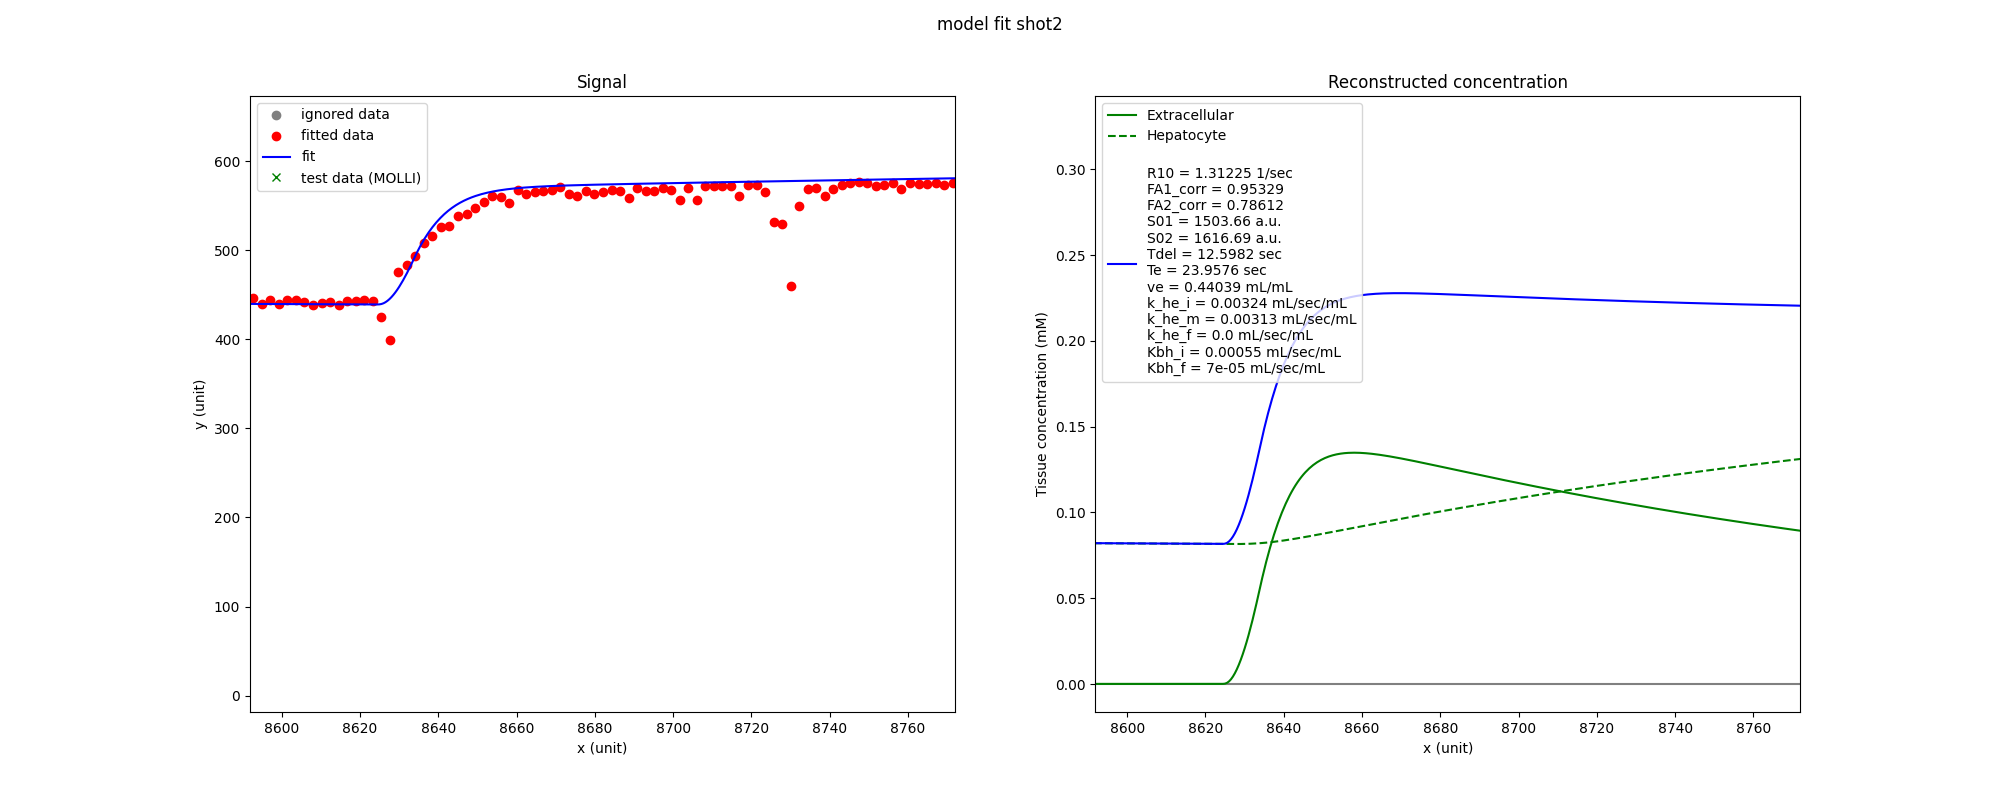 model fit shot2
Signal
ignored data
fitted data
fit
test data (MOLLI)
600
500
400
300
200
100
0
y (unit)
8600 8620 8640 8660 8680 8700 8720 8740 8760
x (unit)
Reconstructed concentration
Extracellular
Hepatocyte
R10 = 1.31225 1/sec
FA1_corr = 0.95329
FA2_corr = 0.78612
S01 = 1503.66 a.u.
S02 = 1616.69 a.u.
Tdel = 12.5982 sec
Te = 23.9576 sec
ve = 0.44039 mL/mL
k_he_i = 0.00324 mL/sec/mL
k_he_m = 0.00313 mL/sec/mL
k_he_f = 0.0 mL/sec/mL
Kbh_i = 0.00055 mL/sec/mL
Kbh_f = 7e-05 mL/sec/mL
0.30
0.25
0.20
0.15
0.10
0.05
0.00
Tissue concentration (mM)
8600 8620 8640 8660 8680 8700 8720 8740 8760
x (unit)